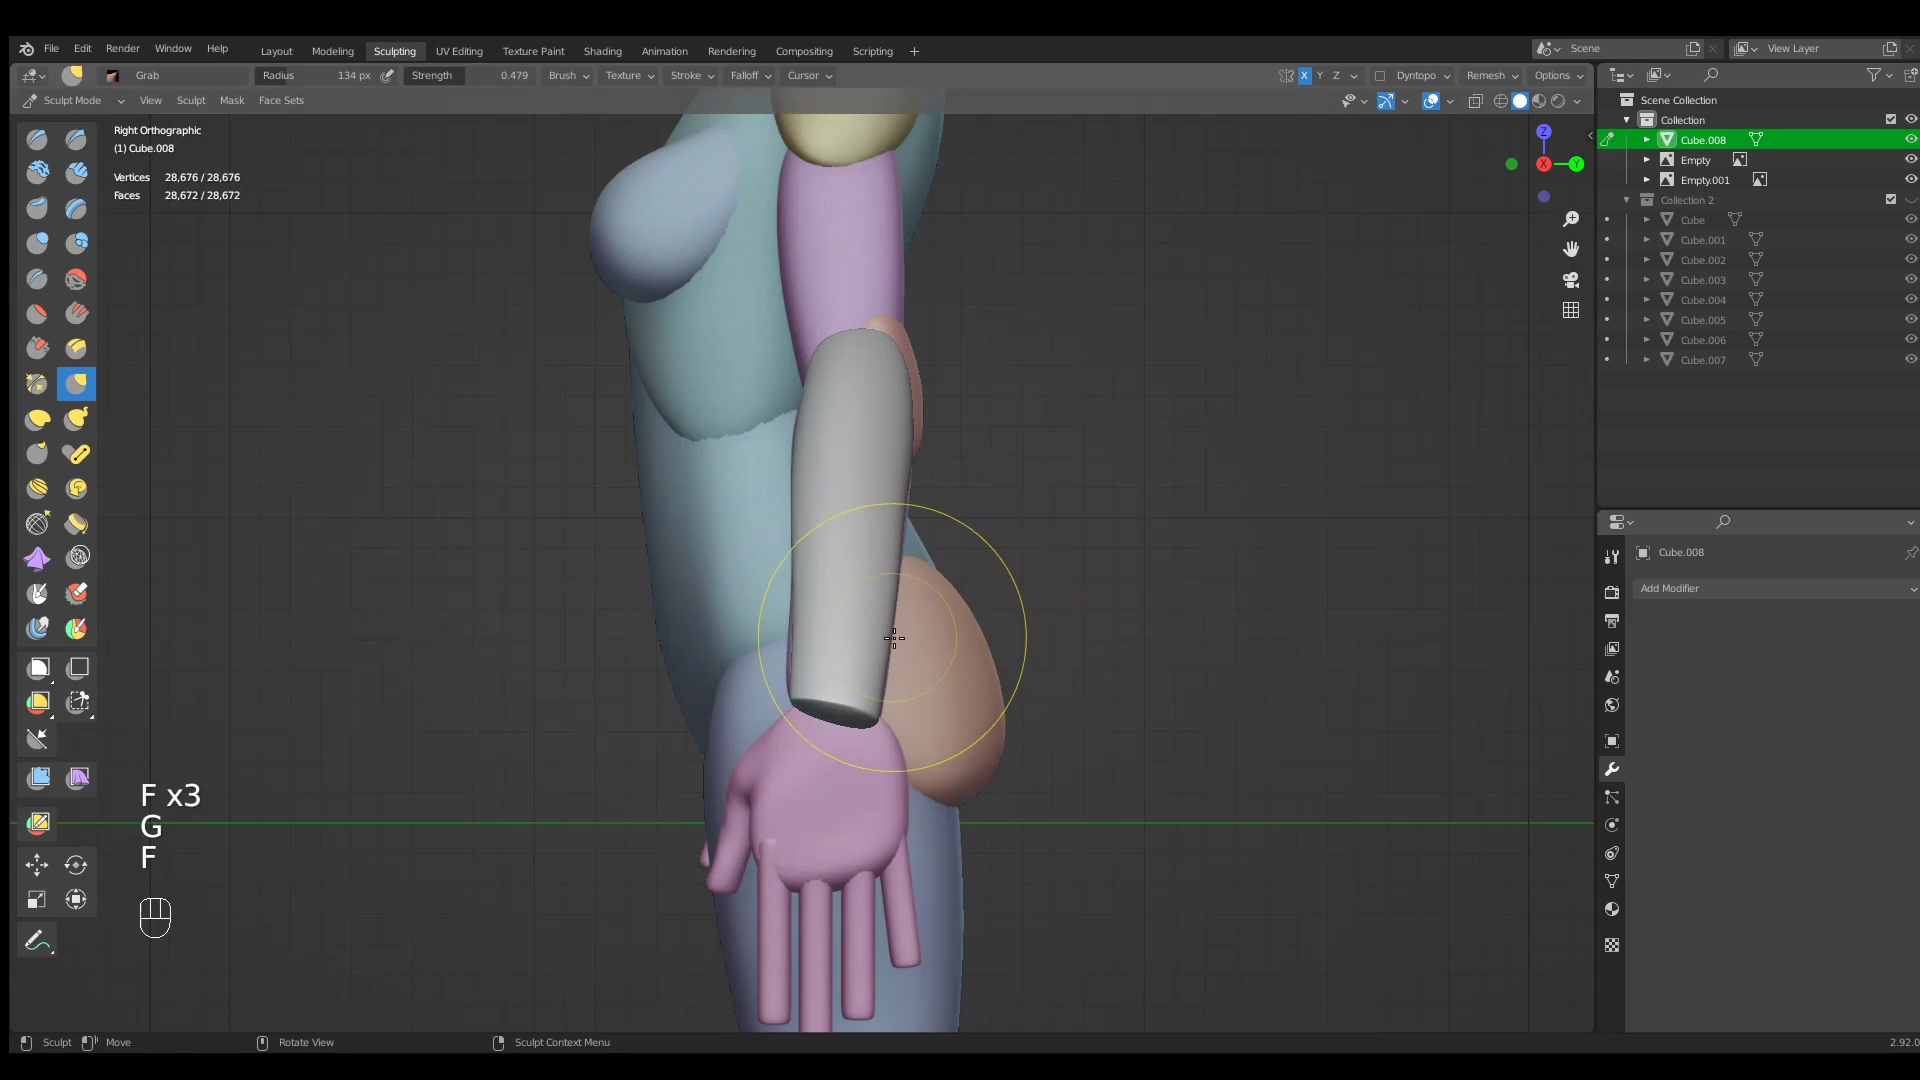 File Edit Render Window Help
Layout Modeling Sculpting UV Editing Texture Paint Shading Animation Rendering Compositing Scripting +
Scene View Layer
Grab Radius 134 px Strength 0.479 Brush Texture Stroke Falloff Cursor X Y Z Dyntopo Remesh Options
Sculpt Mode View Sculpt Mask Face Sets
Scene Collection
Right Orthographic
Collection
(1) Cube.008
Z
Cube.008
X Y
Empty
Vertices 28,676 / 28,676
Empty.001
Faces 28,672 / 28,672
Collection 2
Cube
Cube.001
Cube.002
Cube.003
Cube.004
Cube.005
Cube.006
Cube.007
Cube.008
Add Modifier
F x3
G
F
Sculpt Move Rotate View Sculpt Context Menu 2.92.0